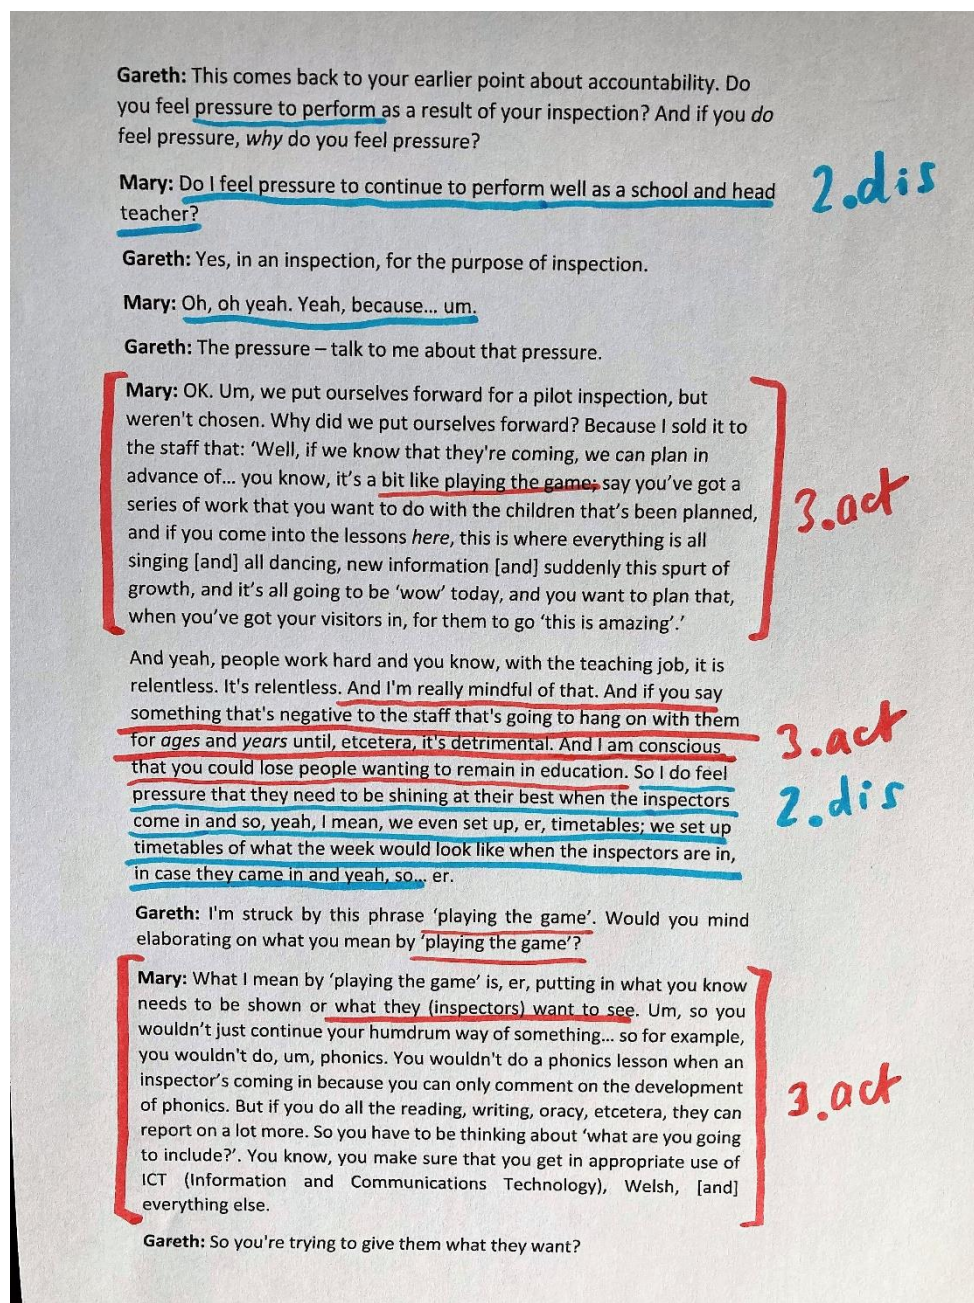 Gareth: This comes back to your earlier point about accountability. Do
you feel pressure to perform as a result of your inspection? And if you do
feel pressure, why do you feel pressure?
Mary: Do I feel pressure to continue to perform well as a school and head
teacher?
2.dis
Gareth: Yes, in an inspection, for the purpose of inspection.
Mary: Oh, oh yeah. Yeah, because... um.
Gareth: The pressure – talk to me about that pressure.
Mary: OK. Um, we put ourselves forward for a pilot inspection, but
weren't chosen. Why did we put ourselves forward? Because I sold it to
the staff that: ‘Well, if we know that they're coming, we can plan in
advance of... you know, it’s a bit like playing the game; say you’ve got a
series of work that you want to do with the children that’s been planned,
and if you come into the lessons here, this is where everything is all
singing [and] all dancing, new information [and] suddenly this spurt of
growth, and it’s all going to be ‘wow’ today, and you want to plan that,
when you’ve got your visitors in, for them to go ‘this is amazing’.’
3.act
And yeah, people work hard and you know, with the teaching job, it is
relentless. It's relentless. And I'm really mindful of that. And if you say
something that's negative to the staff that's going to hang on with them
for ages and years until, etcetera, it's detrimental. And I am conscious
that you could lose people wanting to remain in education. So I do feel
pressure that they need to be shining at their best when the inspectors
come in and so, yeah, I mean, we even set up, er, timetables; we set up
timetables of what the week would look like when the inspectors are in,
in case they came in and yeah, so... er.
3.act
2.dis
Gareth: I'm struck by this phrase ‘playing the game’. Would you mind
elaborating on what you mean by ‘playing the game’?
Mary: What I mean by ‘playing the game’ is, er, putting in what you know
needs to be shown or what they (inspectors) want to see. Um, so you
wouldn’t just continue your humdrum way of something... so for example,
you wouldn't do, um, phonics. You wouldn't do a phonics lesson when an
inspector’s coming in because you can only comment on the development
of phonics. But if you do all the reading, writing, oracy, etcetera, they can
report on a lot more. So you have to be thinking about ‘what are you going
to include?’. You know, you make sure that you get in appropriate use of
ICT (Information and Communications Technology), Welsh, [and]
everything else.
3.act
Gareth: So you're trying to give them what they want?